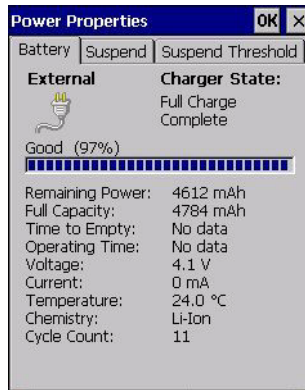 Power Properties OK ×
Battery Suspend Suspend Threshold
External Charger State:
Full Charge
Complete
Good (97%)
Remaining Power: 4612 mAh
Full Capacity: 4784 mAh
Time to Empty: No data
Operating Time: No data
Voltage: 4.1 V
Current: 0 mA
Temperature: 24.0 °C
Chemistry: Li-Ion
Cycle Count: 11